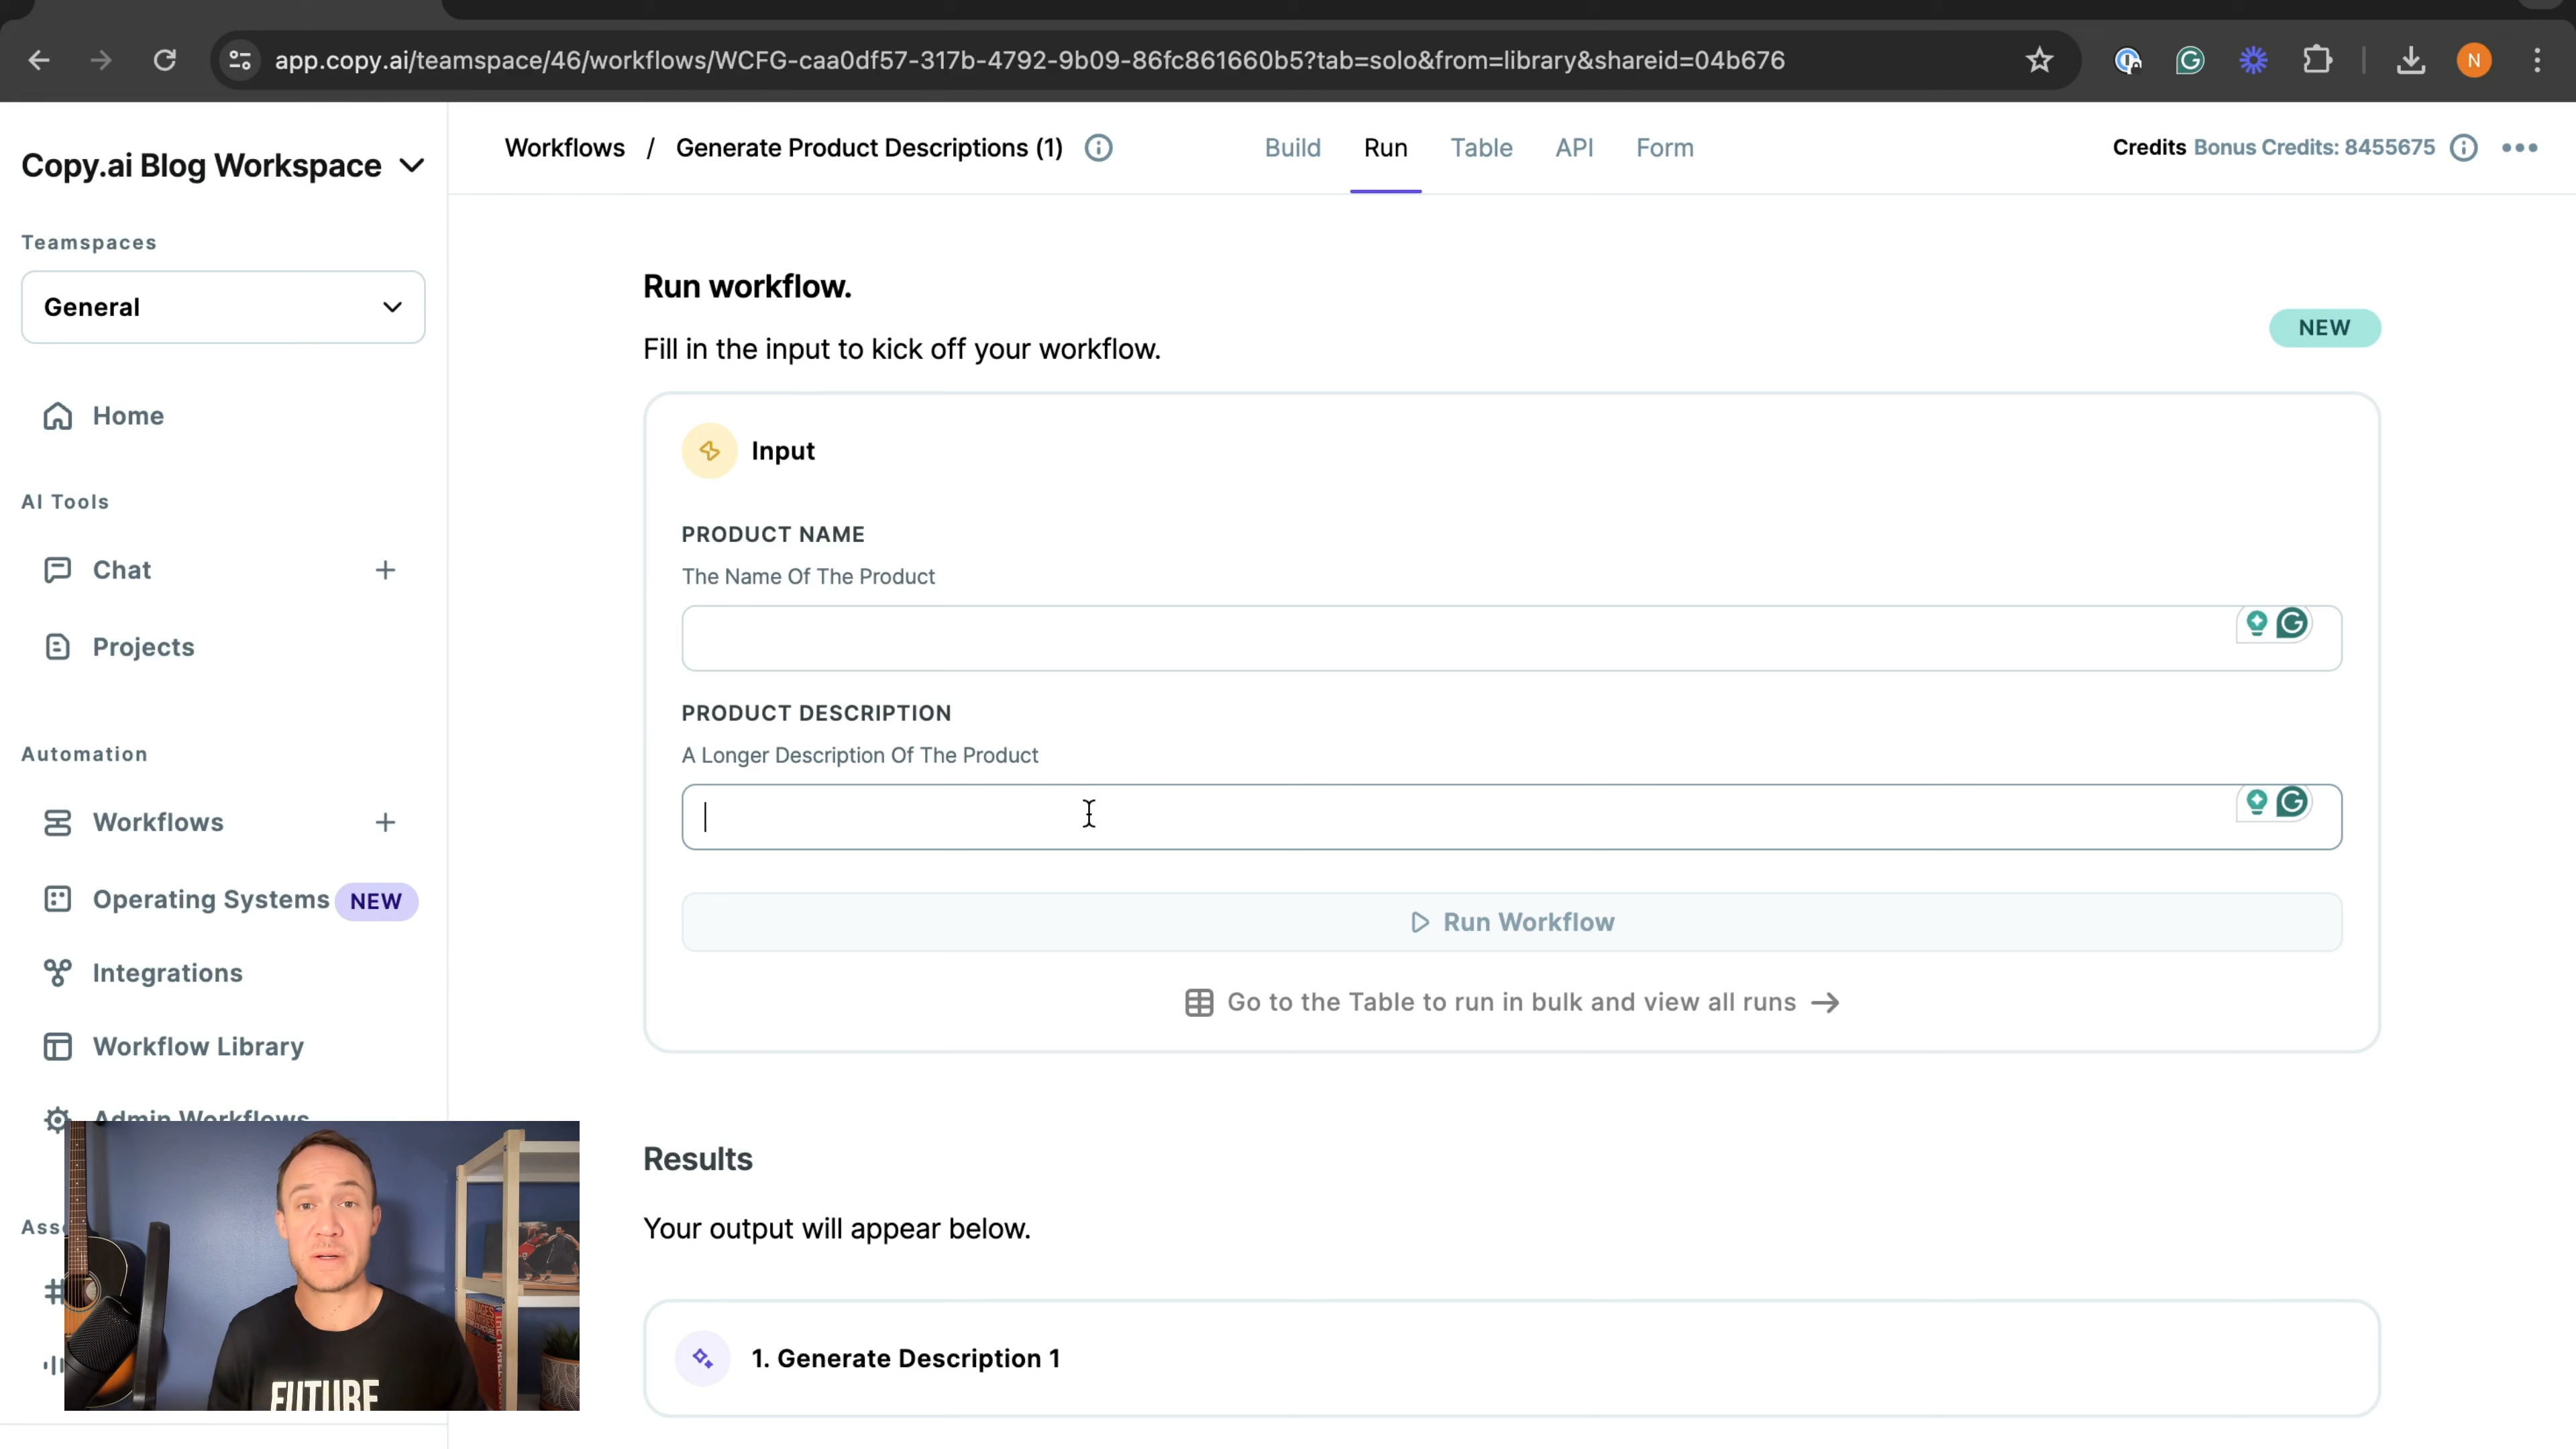 app.copy.ai/teamspace/46/workflows/WCFG-caa0df57-317b-4792-9b09-86fc861660b5?tab=solo&from=library&shareid=04b676
N
Copy.ai Blog Workspace
Workflows / Generate Product Descriptions (1)
Build
Run
Table
API
Form
Credits Bonus Credits: 8455675
Teamspaces
General
Home
AI Tools
Chat
Projects
Automation
Workflows
Operating Systems NEW
Integrations
Workflow Library
Admin Workflows
Run workflow.
Fill in the input to kick off your workflow.
NEW
Input
PRODUCT NAME
The Name Of The Product
PRODUCT DESCRIPTION
A Longer Description Of The Product
Run Workflow
Go to the Table to run in bulk and view all runs
Results
Your output will appear below.
1. Generate Description 1
FUTURE